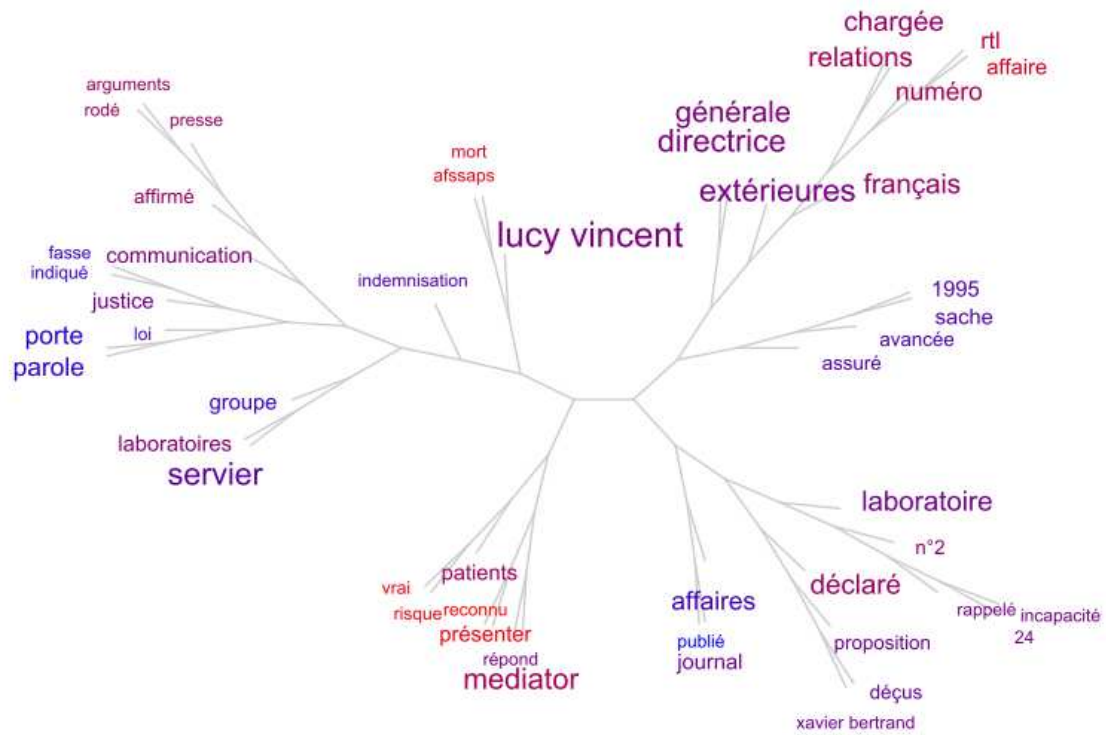 chargée
relations
rtl
affaire
numéro
générale
directrice
extérieures
français
arguments
rodé
presse
mort
afssaps
affirmé
lucy vincent
fasse
indiqué
communication
indemnisation
justice
1995
sache
porte
parole
loi
avancée
assuré
groupe
laboratoires
servier
laboratoire
n°2
patients
vrai
risque
reconnu
présenter
répond
mediator
affaires
publié
journal
déclaré
rappelé
incapacité
24
proposition
déçus
xavier bertrand